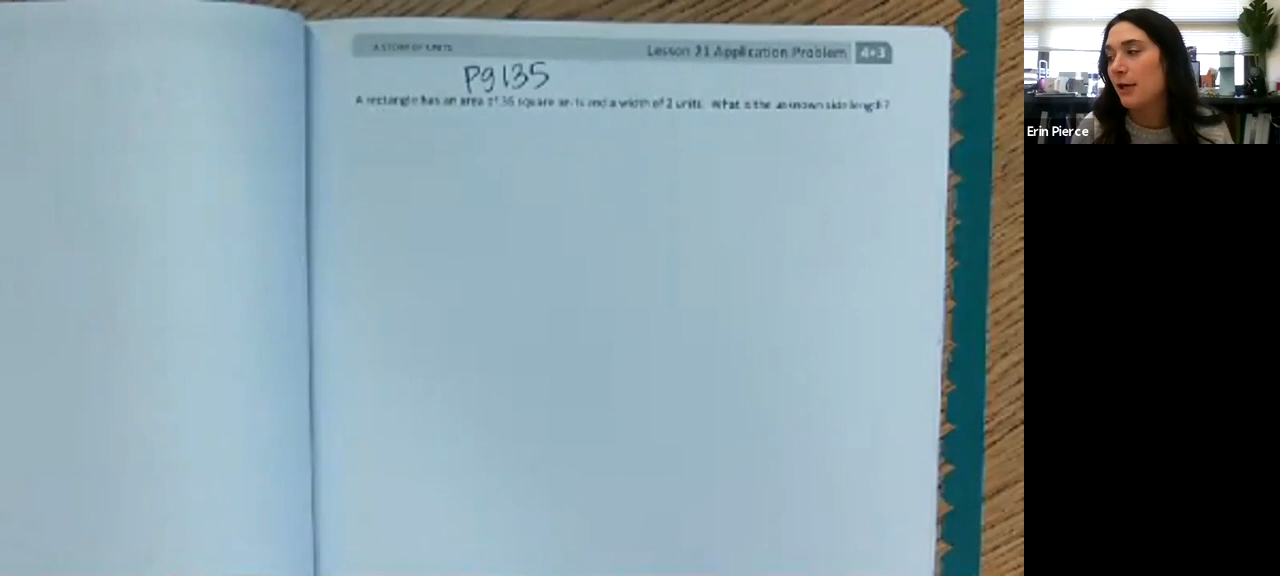 A STORY OF UNITS
Lesson 21 Application Problem 4•3
Pg 135
A rectangle has an area of 36 square units and a width of 2 units. What is the unknown side length?
Erin Pierce